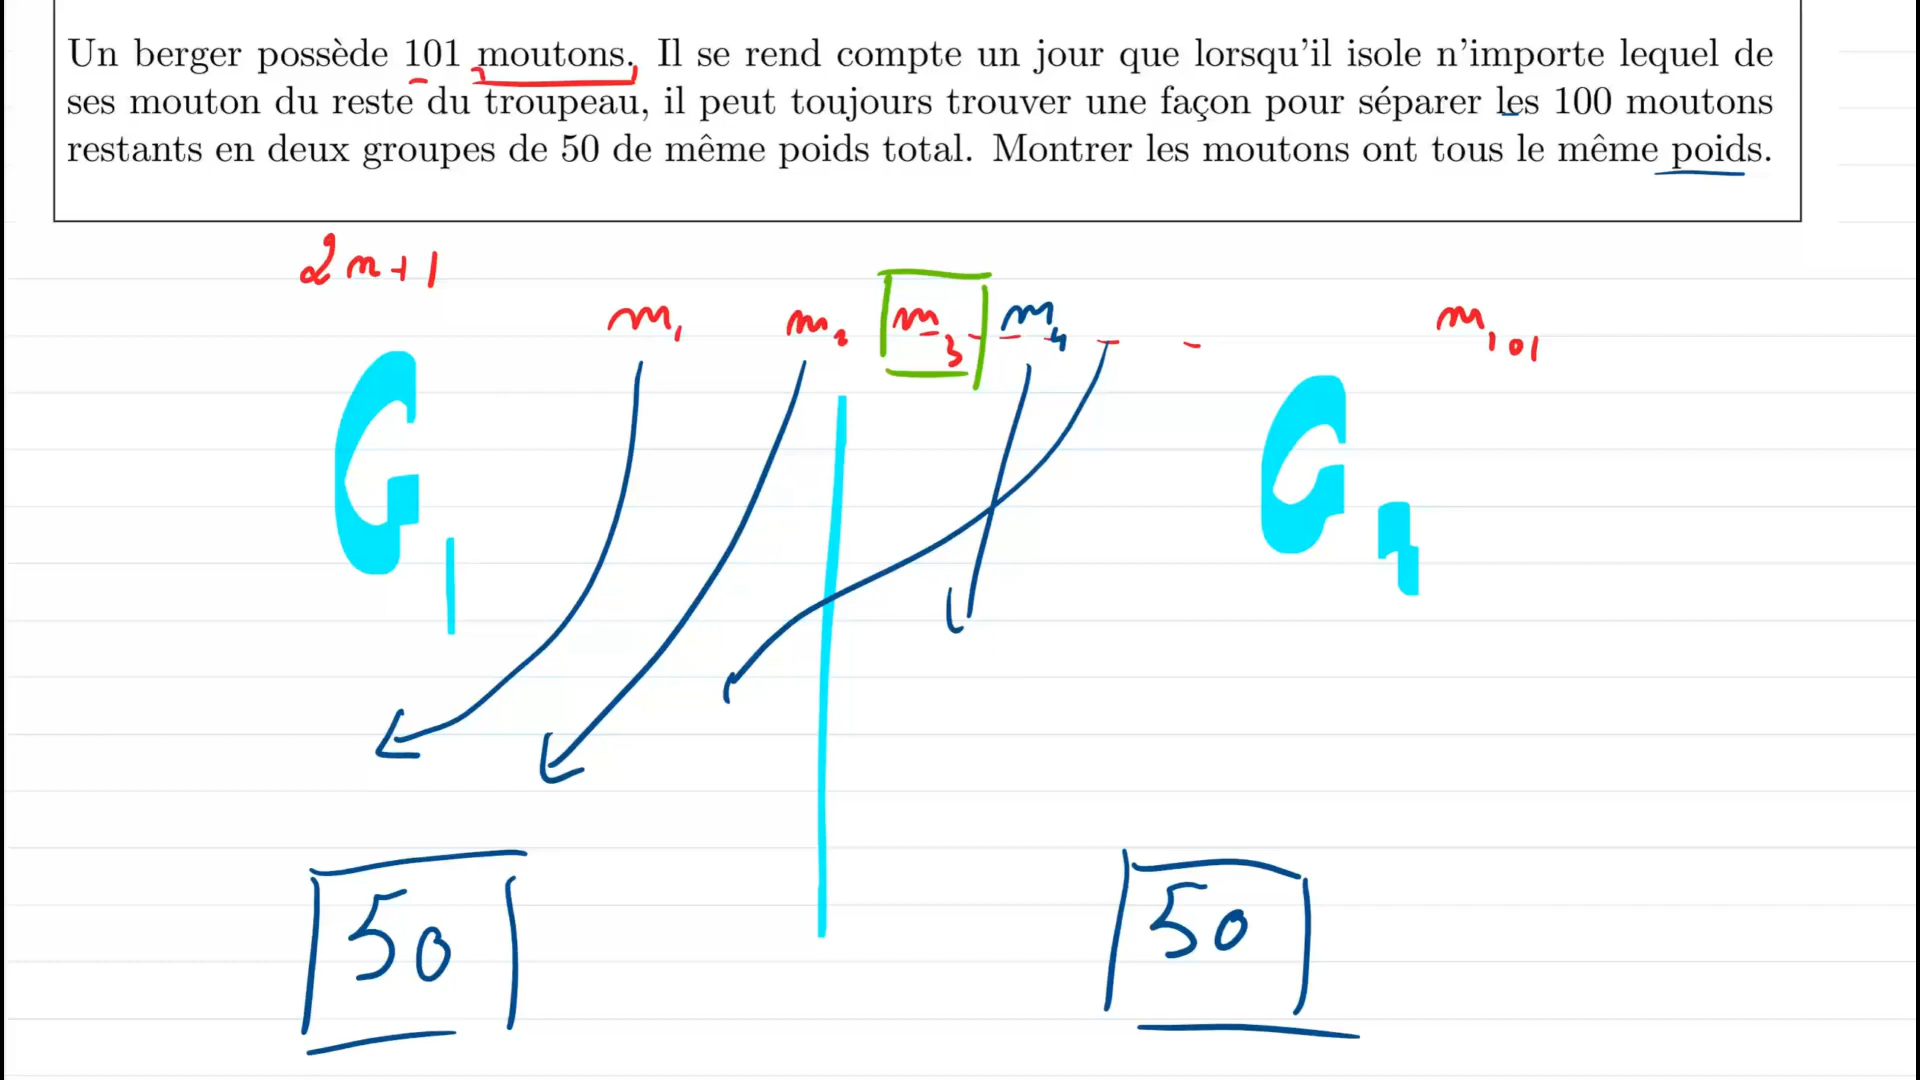 Un berger possède 101 moutons. Il se rend compte un jour que lorsqu'il isole n'importe lequel de
ses mouton du reste du troupeau, il peut toujours trouver une façon pour séparer les 100 moutons
restants en deux groupes de 50 de même poids total. Montrer les moutons ont tous le même poids.
2n+1
m₁ m₂ m₃ - m₄ - - m₁₀₁
G₁ G₂
50 50